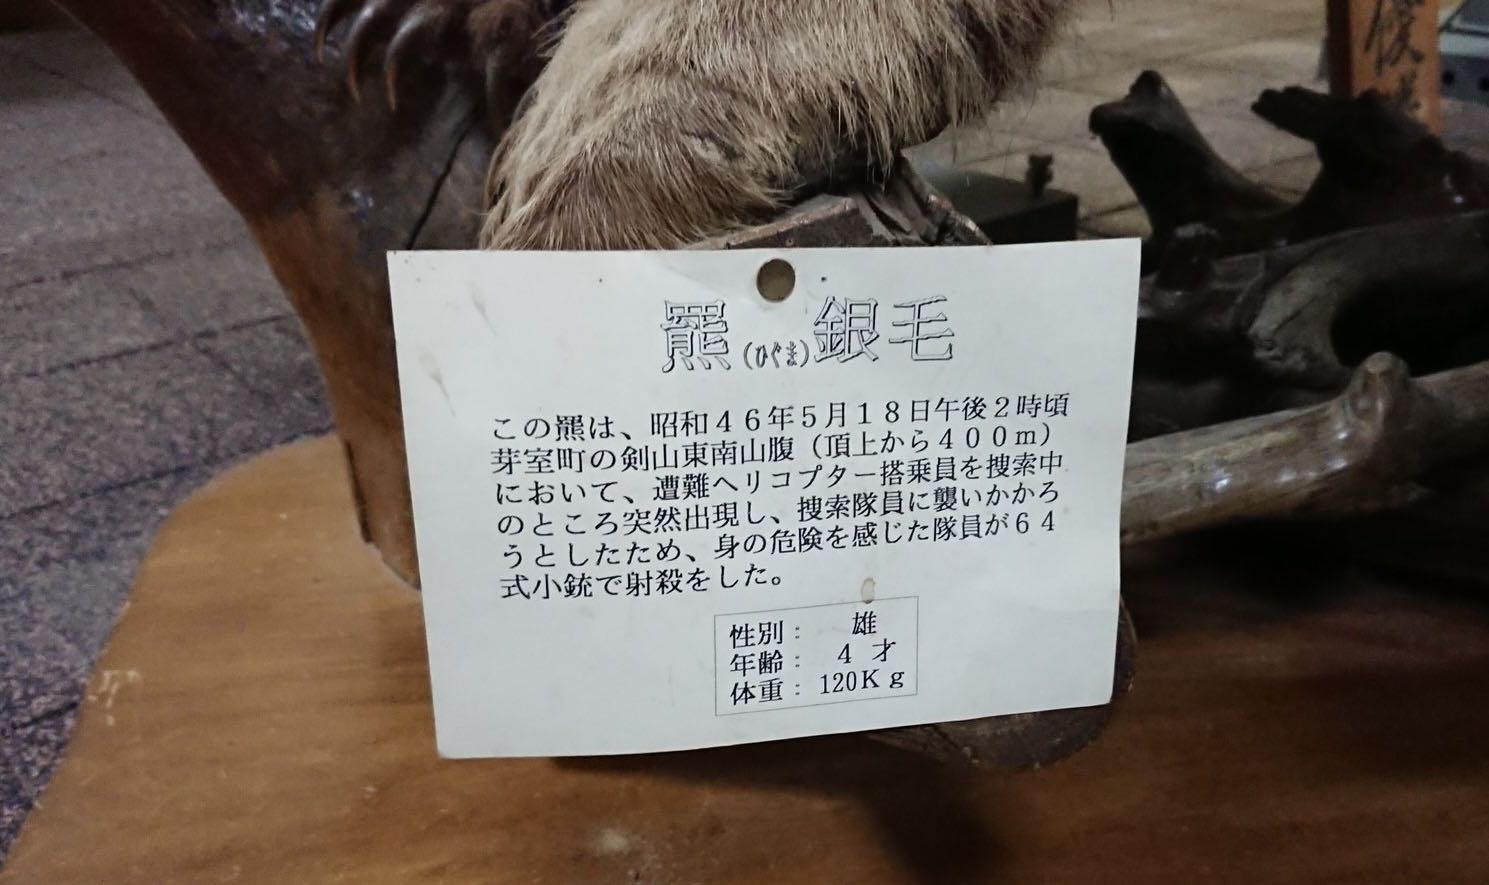 羆(ひぐま)銀毛
この羆は、昭和４６年５月１８日午後２時頃
芽室町の剣山東南山腹（頂上から４００ｍ）
において、遭難ヘリコプター搭乗員を捜索中
のところ突然出現し、捜索隊員に襲いかかろ
うとしたため、身の危険を感じた隊員が６４
式小銃で射殺をした。
性別： 雄
年齢： ４ 才
体重： 120Ｋｇ